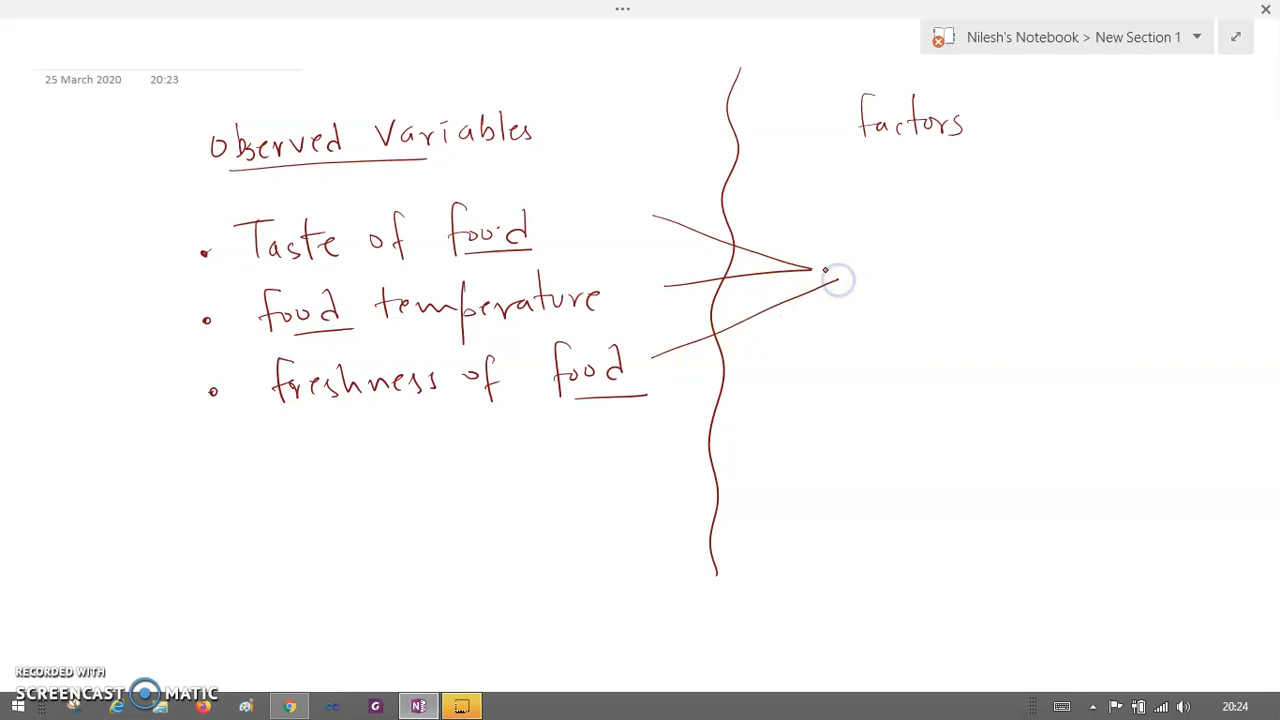 Nilesh's Notebook > New Section 1
25 March 2020 20:23
Observed Variables
factors
Taste of food
food temperature
freshness of food
RECORDED WITH
SCREENCAST MATIC
20:24